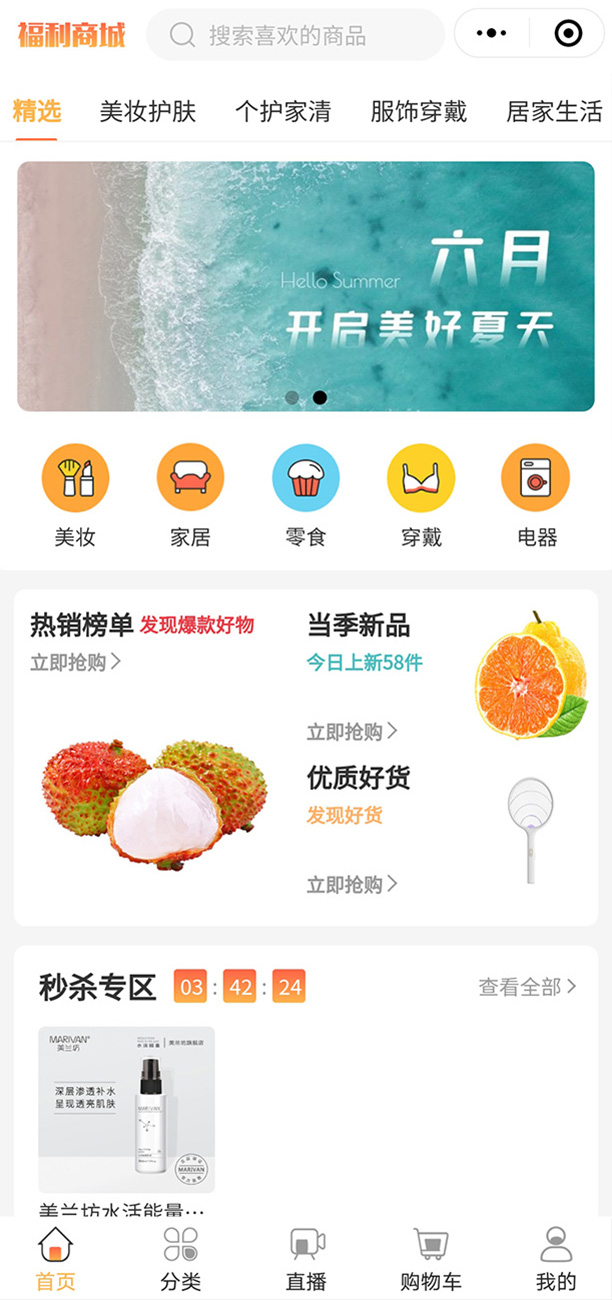 福利商城
搜索喜欢的商品
精选 美妆护肤 个护家清 服饰穿戴 居家生活
六月
Hello Summer
开启美好夏天
美妆 家居 零食 穿戴 电器
热销榜单 发现爆款好物
立即抢购
当季新品
今日上新58件
立即抢购
优质好货
发现好货
立即抢购
秒杀专区 03 : 42 : 24 查看全部
MARIVAN
美兰坊
深层渗透补水
呈现透亮肌肤
MARIVAN
MARIVAN
美兰坊水活能量…
首页 分类 直播 购物车 我的